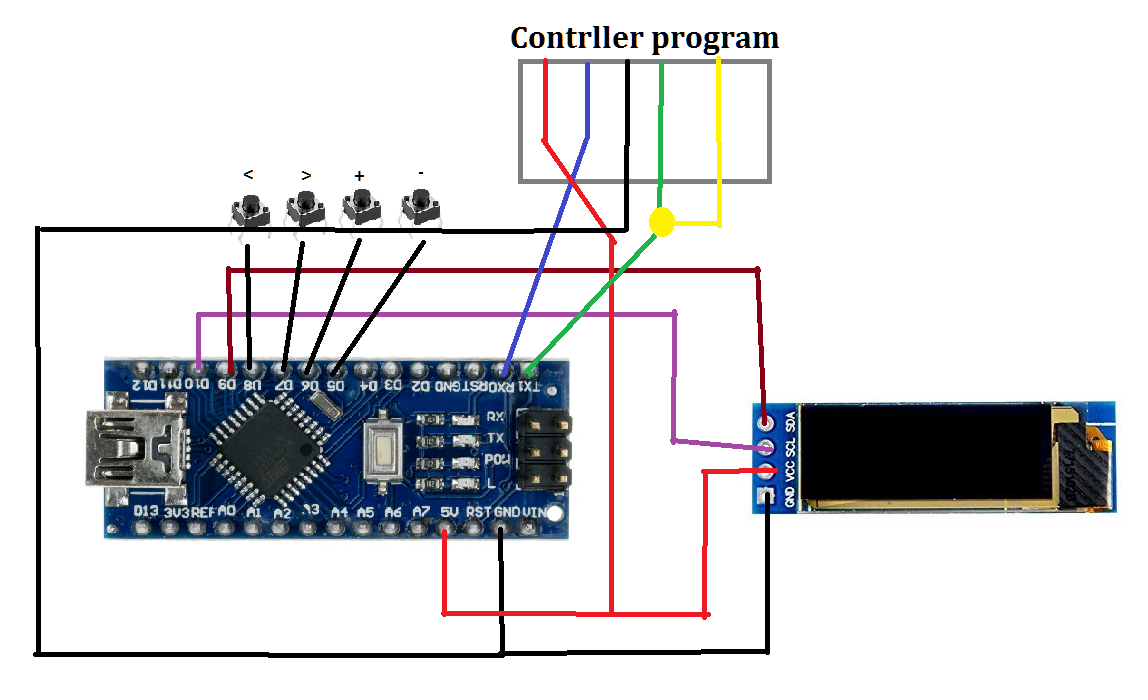 Contrller program
< > + -
D12 D11 D10 D9 D8 D7 D6 D5 D4 D3 D2 GND RST RX0 TX1
RX
TX
POW
L
D13 3V3 REF A0 A1 A2 A3 A4 A5 A6 A7 5V RST GND VIN
SDA
SCL
VCC
GND